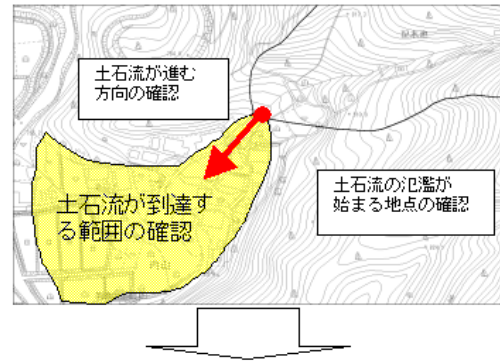 土石流が進む
方向の確認
土石流の氾濫が
始まる地点の確認
土石流が到達す
る範囲の確認